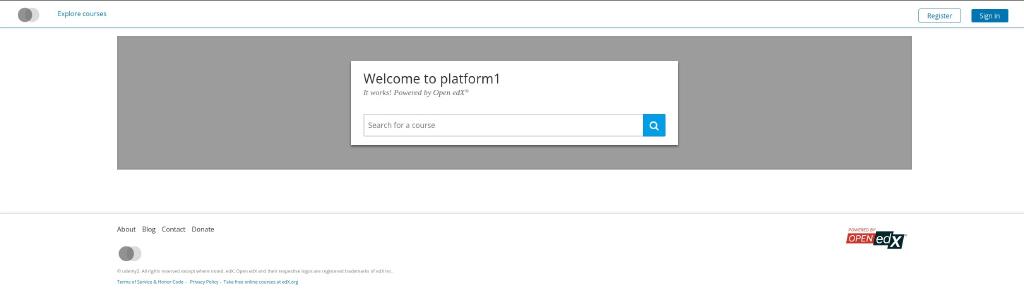 Explore courses
Register
Sign in
Welcome to platform1
It works! Powered by Open edX®
Search for a course
About Blog Contact Donate
POWERED BY
OPEN edX
© udemy2. All rights reserved except where noted. edX, Open edX and their respective logos are registered trademarks of edX Inc.
Terms of Service & Honor Code - Privacy Policy - Take free online courses at edX.org